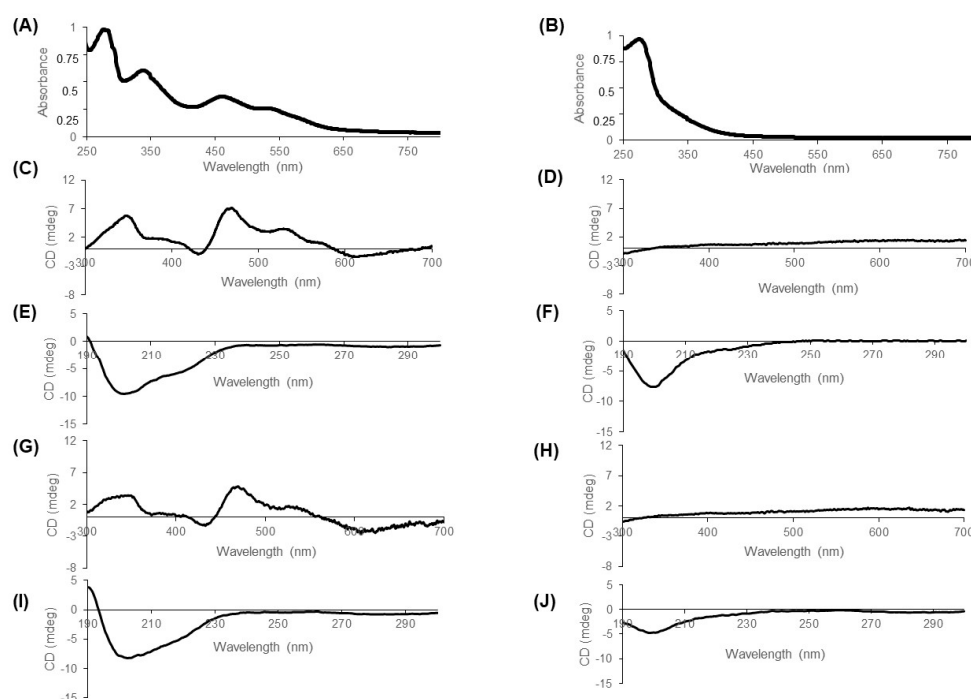 (A)
1
0.75
0.5
0.25
0
Absorbance
250 350 450 550 650 750
Wavelength (nm)
(B)
1
0.75
0.5
0.25
0
Absorbance
250 350 450 550 650 750
Wavelength (nm)
(C)
12
7
2
-3
-8
CD (mdeg)
300 400 500 600 700
Wavelength (nm)
(D)
12
7
2
-3
-8
CD (mdeg)
300 400 500 600 700
Wavelength (nm)
(E)
5
0
-5
-10
-15
CD (mdeg)
190 210 230 250 270 290
Wavelength (nm)
(F)
5
0
-5
-10
-15
CD (mdeg)
190 210 230 250 270 290
Wavelength (nm)
(G)
12
7
2
-3
-8
CD (mdeg)
300 400 500 600 700
Wavelength (nm)
(H)
12
7
2
-3
-8
CD (mdeg)
300 400 500 600 700
Wavelength (nm)
(I)
5
0
-5
-10
-15
CD (mdeg)
190 210 230 250 270 290
Wavelength (nm)
(J)
5
0
-5
-10
-15
CD (mdeg)
190 210 230 250 270 290
Wavelength (nm)